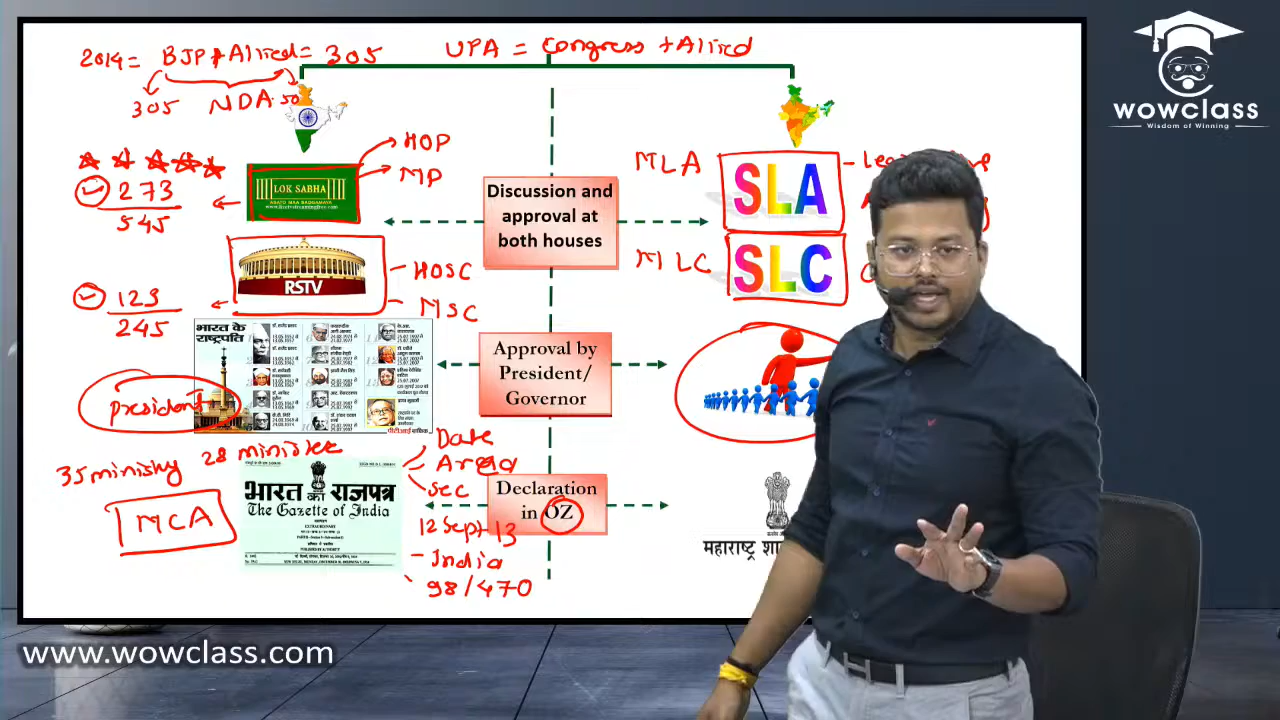 2014 = BJP + Allied = 305
UPA = Congress + Allied
305 NDA 50
HOP
MP
273
545
LOK SABHA
MLA
SLA
Discussion and
approval at
both houses
MLC
SLC
RSTV
HOSC
MSC
123
245
भारत के
राष्ट्रपति
president
Approval by
President/
Governor
35 ministry
28 minister
MCA
भारत का राजपत्र
The Gazette of India
Date
Area
Sec
12 Sept 13
- India
98/470
Declaration
in OZ
महाराष्ट्र शा
wowclass
Wisdom of Winning
www.wowclass.com